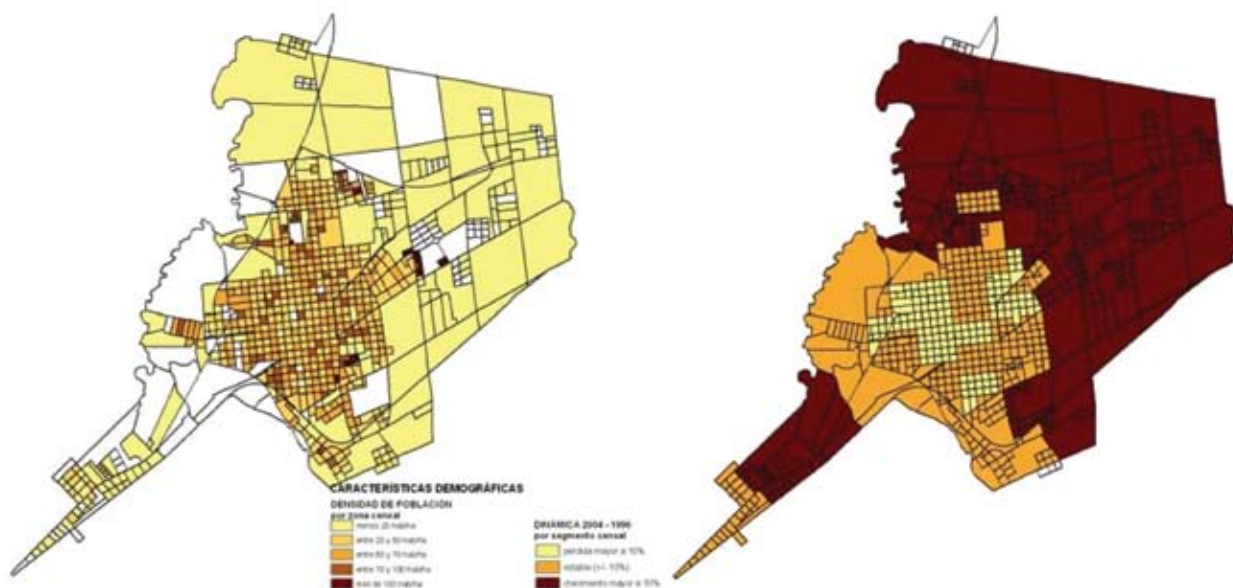 CARACTERÍSTICAS DEMOGRÁFICAS
DENSIDAD DE POBLACIÓN
por zona censal
menos 20 hab/ha
entre 20 y 50 hab/ha
entre 50 y 70 hab/ha
entre 70 y 100 hab/ha
más de 100 hab/ha
DINÁMICA 2004 - 1996
por segmento censal
pérdida mayor a 10%
estable (+/- 10%)
crecimiento mayor a 10%